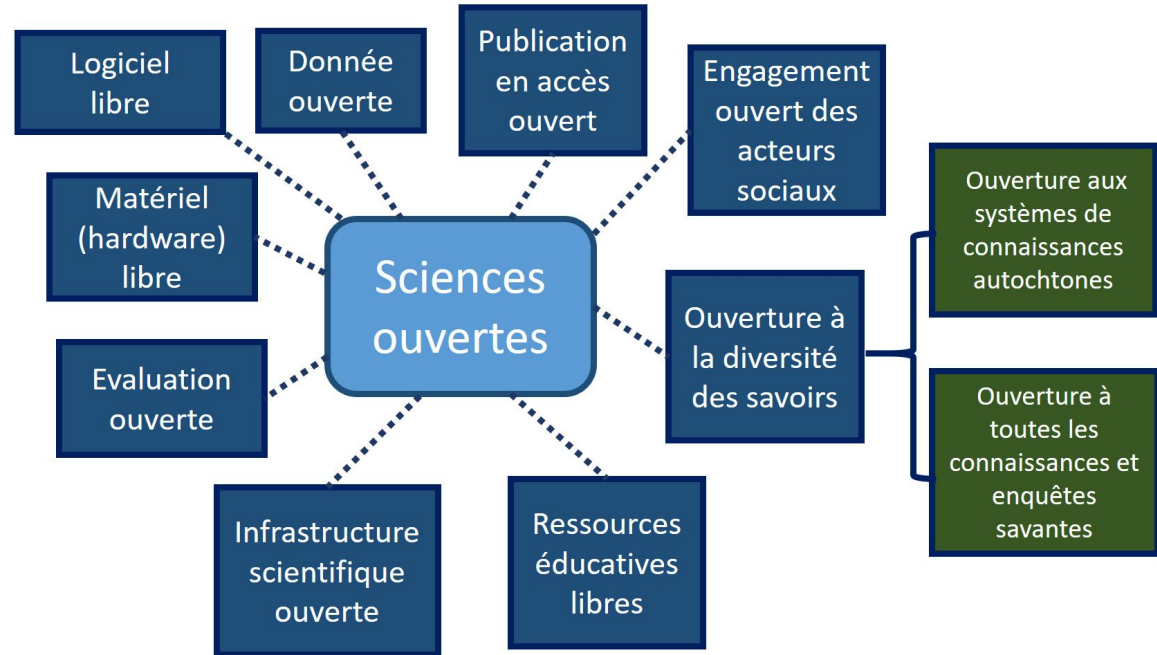 Logiciel
libre
Donnée
ouverte
Publication
en accès
ouvert
Engagement
ouvert des
acteurs
sociaux
Matériel
(hardware)
libre
Sciences
ouvertes
Ouverture à
la diversité
des savoirs
Ouverture aux
systèmes de
connaissances
autochtones
Evaluation
ouverte
Ouverture à
toutes les
connaissances et
enquêtes
savantes
Infrastructure
scientifique
ouverte
Ressources
éducatives
libres